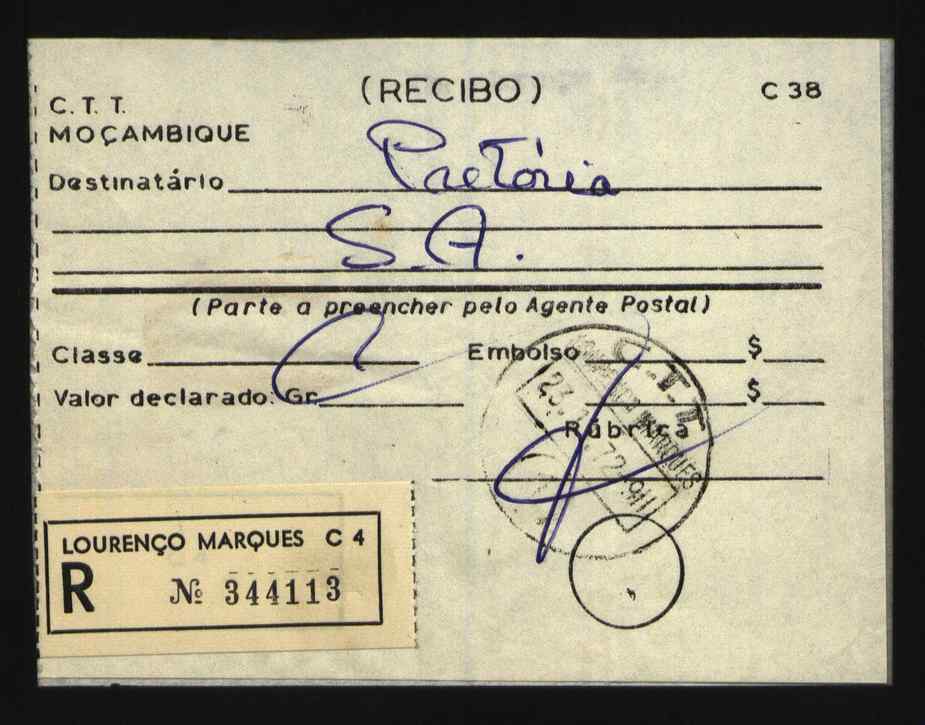 (RECIBO)
C 38
C. T. T.
MOÇAMBIQUE
Destinatário Pretória
S.A.
(Parte a preencher pelo Agente Postal)
Classe
Embolso $
Valor declarado: Gr. $
Rúbrica
C.T.T
LOURENÇO MARQUES C 4
R № 344113